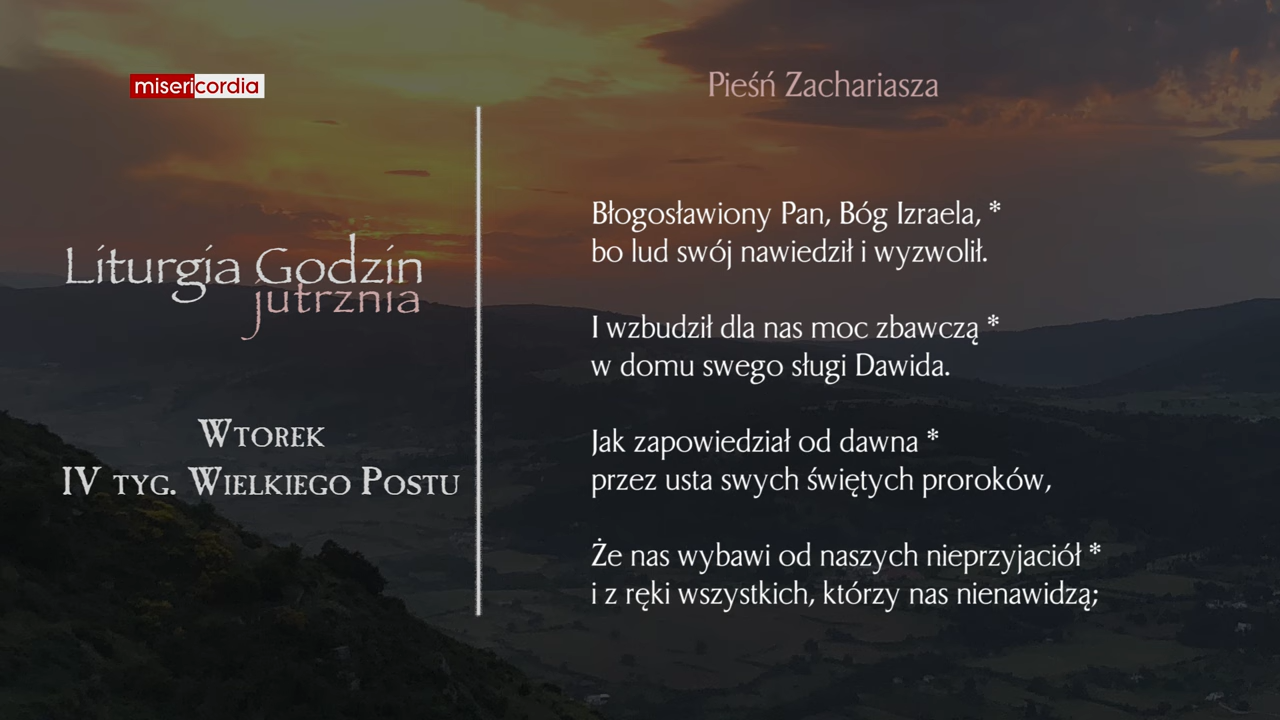 misericordia
Liturgia Godzin
jutrznia
Wtorek
IV tyg. Wielkiego Postu
Pieśń Zachariasza
Błogosławiony Pan, Bóg Izraela, *
bo lud swój nawiedził i wyzwolił.
I wzbudził dla nas moc zbawczą *
w domu swego sługi Dawida.
Jak zapowiedział od dawna *
przez usta swych świętych proroków,
Że nas wybawi od naszych nieprzyjaciół *
i z ręki wszystkich, którzy nas nienawidzą;